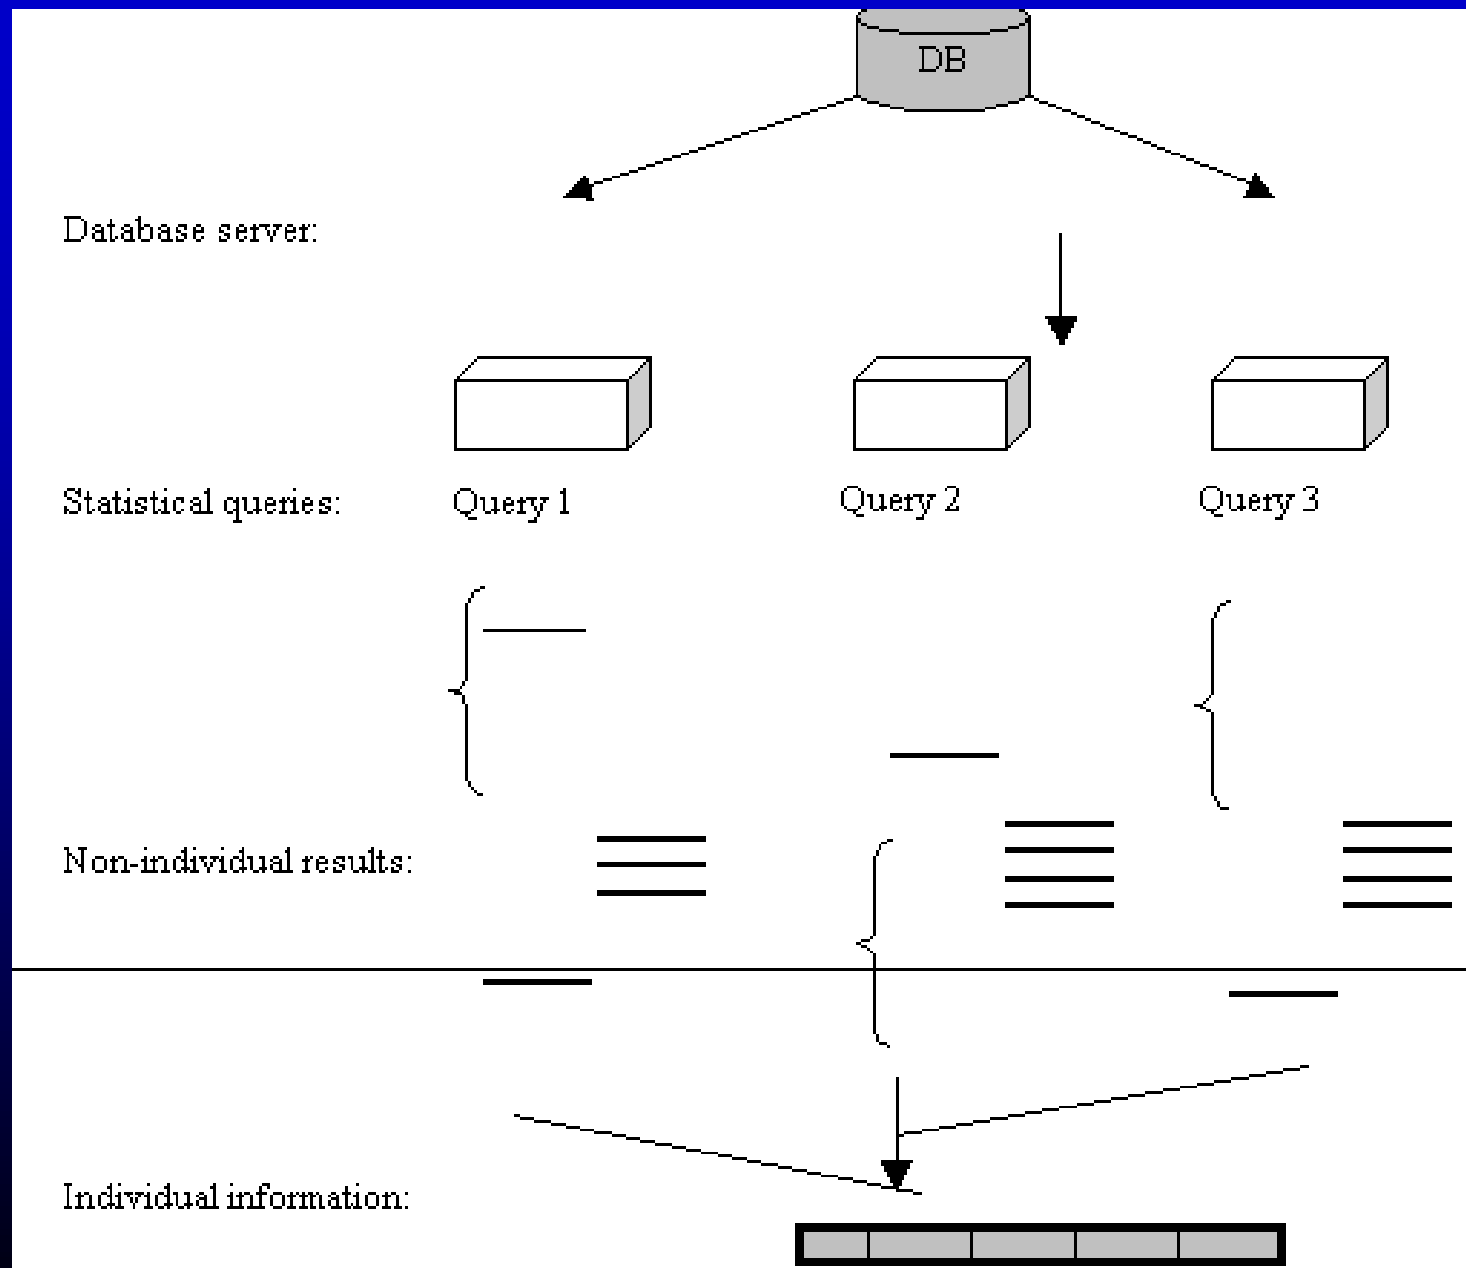 DB
Database server:
Statistical queries: Query 1 Query 2 Query 3
Non-individual results:
Individual information: